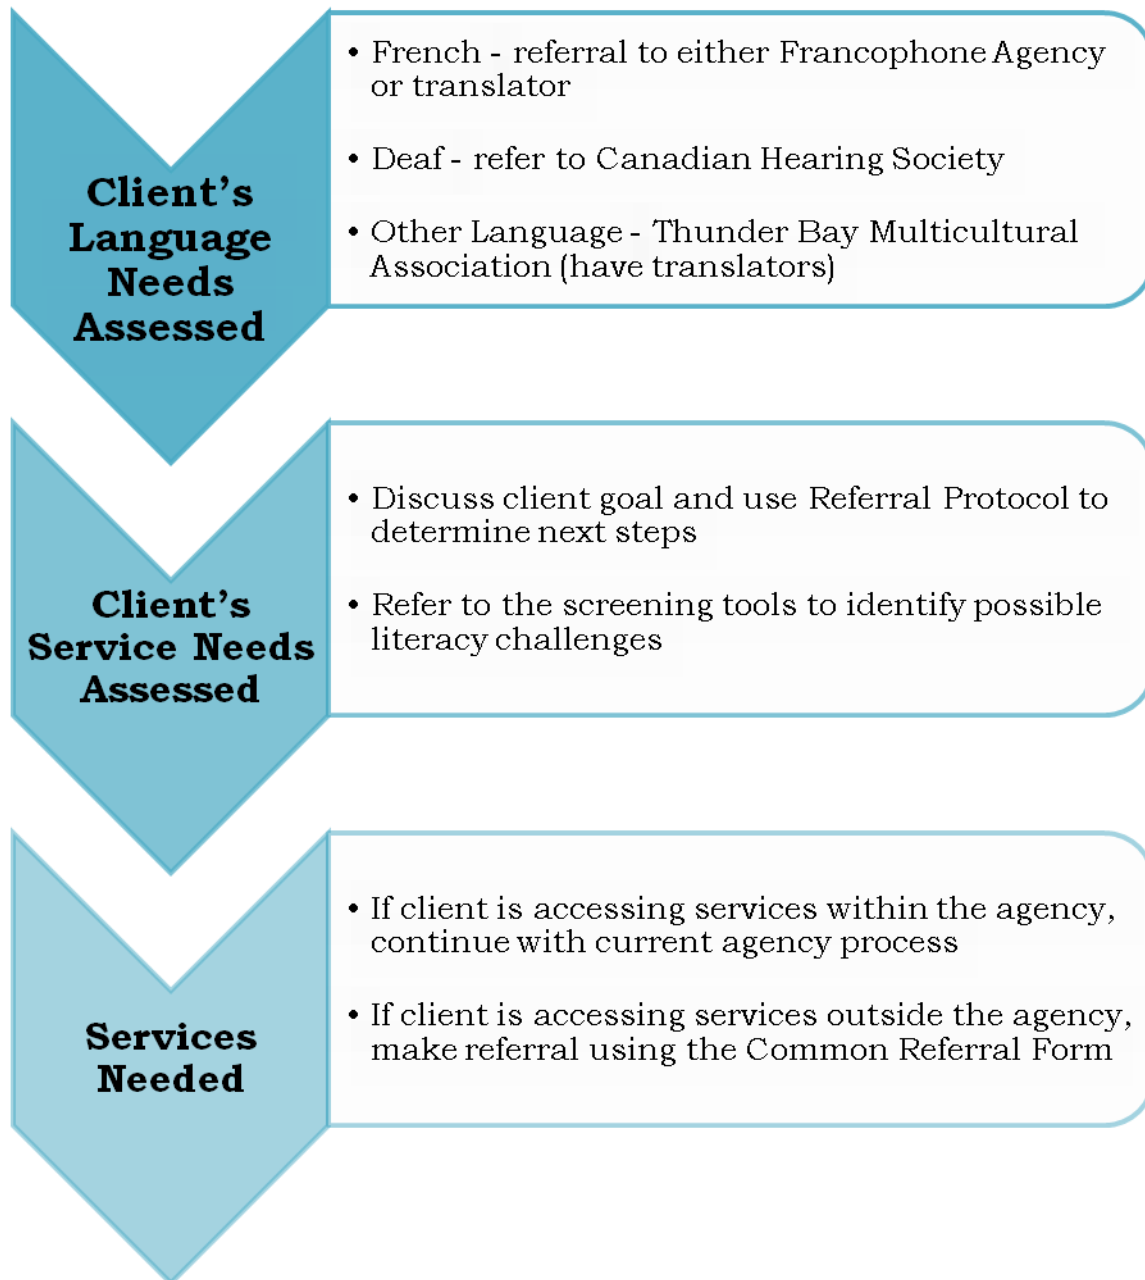 Client's
Language
Needs
Assessed
• French - referral to either Francophone Agency
or translator
• Deaf - refer to Canadian Hearing Society
• Other Language - Thunder Bay Multicultural
Association (have translators)
Client's
Service Needs
Assessed
• Discuss client goal and use Referral Protocol to
determine next steps
• Refer to the screening tools to identify possible
literacy challenges
Services
Needed
• If client is accessing services within the agency,
continue with current agency process
• If client is accessing services outside the agency,
make referral using the Common Referral Form